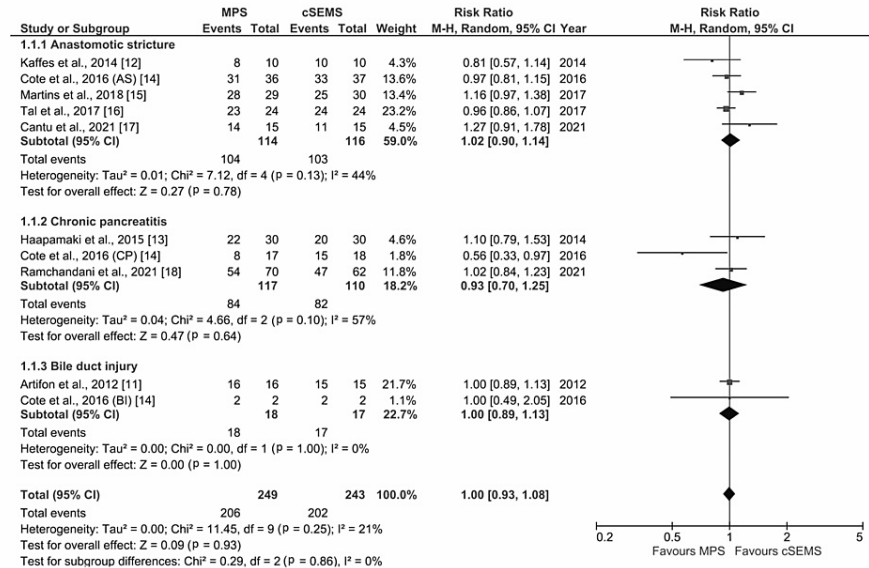 MPS cSEMS Risk Ratio Risk Ratio
Study or Subgroup Events Total Events Total Weight M-H, Random, 95% CI Year M-H, Random, 95% CI
1.1.1 Anastomotic stricture
Kaffes et al., 2014 [12] 8 10 10 10 4.3% 0.81 [0.57, 1.14] 2014
Cote et al., 2016 (AS) [14] 31 36 33 37 13.6% 0.97 [0.81, 1.15] 2016
Martins et al., 2018 [15] 28 29 25 30 13.4% 1.16 [0.97, 1.38] 2017
Tal et al., 2017 [16] 23 24 24 24 23.2% 0.96 [0.86, 1.07] 2017
Cantu et al., 2021 [17] 14 15 11 15 4.5% 1.27 [0.91, 1.78] 2021
Subtotal (95% CI) 114 116 59.0% 1.02 [0.90, 1.14]
Total events 104 103
Heterogeneity: Tau² = 0.01; Chi² = 7.12, df = 4 (p = 0.13); I² = 44%
Test for overall effect: Z = 0.27 (p = 0.78)
1.1.2 Chronic pancreatitis
Haapamaki et al., 2015 [13] 22 30 20 30 4.6% 1.10 [0.79, 1.53] 2014
Cote et al., 2016 (CP) [14] 8 17 15 18 1.8% 0.56 [0.33, 0.97] 2016
Ramchandani et al., 2021 [18] 54 70 47 62 11.8% 1.02 [0.84, 1.23] 2021
Subtotal (95% CI) 117 110 18.2% 0.93 [0.70, 1.25]
Total events 84 82
Heterogeneity: Tau² = 0.04; Chi² = 4.66, df = 2 (p = 0.10); I² = 57%
Test for overall effect: Z = 0.47 (p = 0.64)
1.1.3 Bile duct injury
Artifon et al., 2012 [11] 16 16 15 15 21.7% 1.00 [0.89, 1.13] 2012
Cote et al., 2016 (BI) [14] 2 2 2 2 1.1% 1.00 [0.49, 2.05] 2016
Subtotal (95% CI) 18 17 22.7% 1.00 [0.89, 1.13]
Total events 18 17
Heterogeneity: Tau² = 0.00; Chi² = 0.00, df = 1 (p = 1.00); I² = 0%
Test for overall effect: Z = 0.00 (p = 1.00)
Total (95% CI) 249 243 100.0% 1.00 [0.93, 1.08]
Total events 206 202
Heterogeneity: Tau² = 0.00; Chi² = 11.45, df = 9 (p = 0.25); I² = 21%
Test for overall effect: Z = 0.09 (p = 0.93)
Test for subgroup differences: Chi² = 0.29, df = 2 (p = 0.86), I² = 0%
0.2 0.5 1 2 5
Favours MPS Favours cSEMS